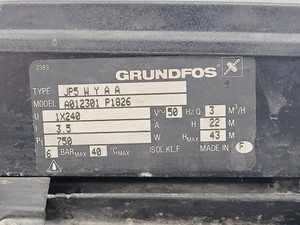 2383
GRUNDFOS
TYPE JP5 W Y A A
MODEL A012301 P1826
U 1X240 V~50 Hz Q 3 M³/H
I 3.5 A H 22 M
P₁ 750 W HMAX 43 M
6 BAR MAX 40 °C MAX ISOL.KL.F MADE IN F